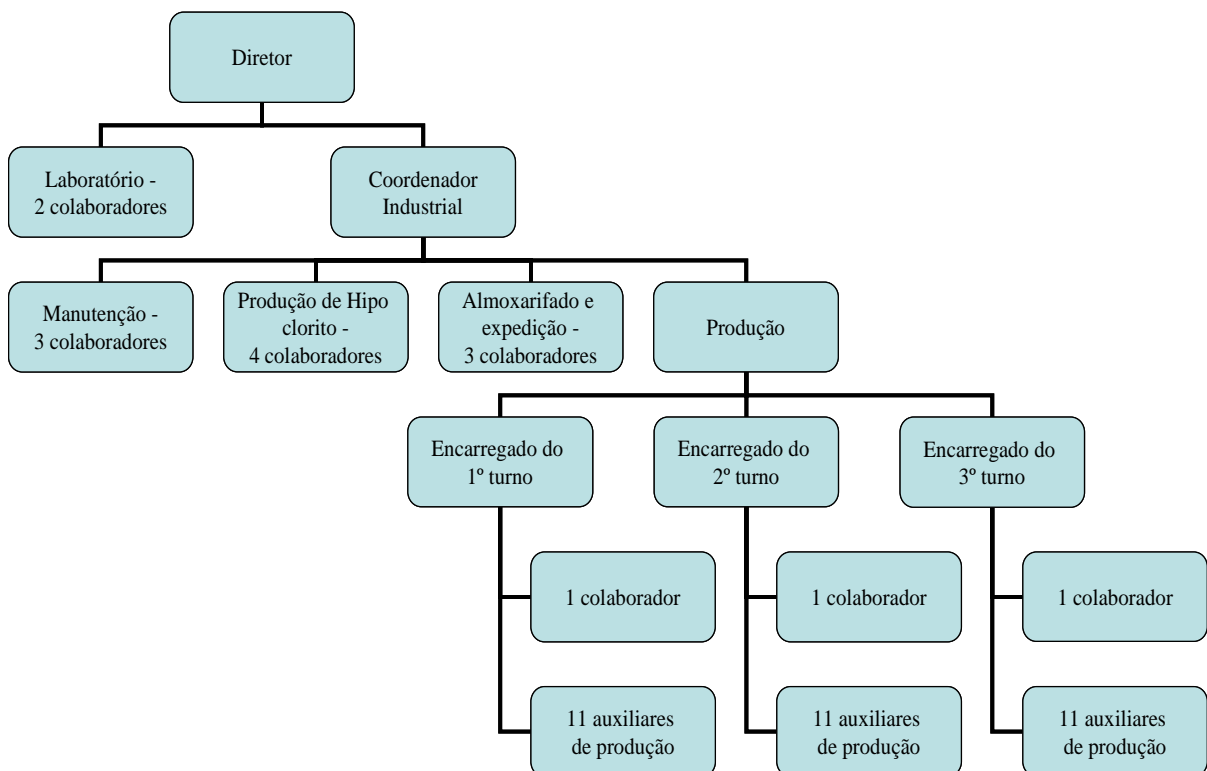 Diretor
Laboratório -
2 colaboradores
Coordenador
Industrial
Manutenção -
3 colaboradores
Produção de Hipo
clorito -
4 colaboradores
Almoxarifado e
expedição -
3 colaboradores
Produção
Encarregado do
1º turno
Encarregado do
2º turno
Encarregado do
3º turno
1 colaborador
1 colaborador
1 colaborador
11 auxiliares
de produção
11 auxiliares
de produção
11 auxiliares
de produção